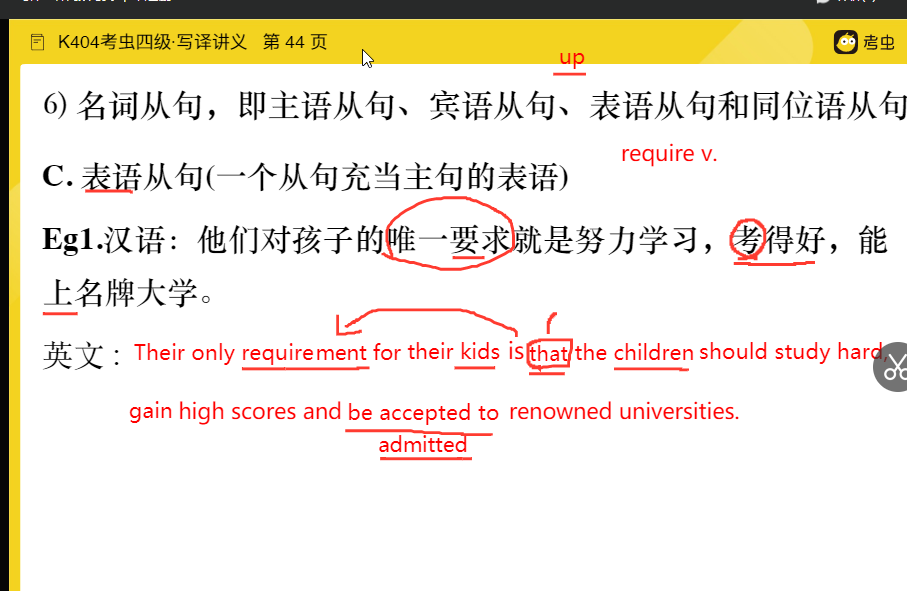 K404考虫四级·写译讲义 第 44 页
考虫
up
6) 名词从句，即主语从句、宾语从句、表语从句和同位语从句
require v.
C. 表语从句(一个从句充当主句的表语)
Eg1.汉语：他们对孩子的唯一要求就是努力学习，考得好，能
上名牌大学。
英文： Their only requirement for their kids is that the children should study hard,
gain high scores and be accepted to renowned universities.
admitted